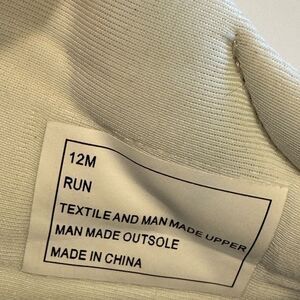 12M
RUN
TEXTILE AND MAN MADE UPPER
MAN MADE OUTSOLE
MADE IN CHINA